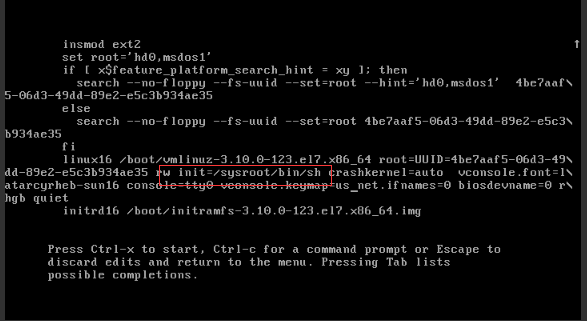 insmod ext2
set root='hd0,msdos1'
if [ x$feature_platform_search_hint = xy ]; then
search --no-floppy --fs-uuid --set=root --hint='hd0,msdos1'  4be7aaf\
5-06d3-49dd-89e2-e5c3b934ae35
else
search --no-floppy --fs-uuid --set=root 4be7aaf5-06d3-49dd-89e2-e5c3\
b934ae35
fi
linux16 /boot/vmlinuz-3.10.0-123.el7.x86_64 root=UUID=4be7aaf5-06d3-49\
dd-89e2-e5c3b934ae35 rw init=/sysroot/bin/sh crashkernel=auto  vconsole.font=l\
atarcyrheb-sun16 console=tty0 vconsole.keymap=us_net.ifnames=0 biosdevname=0 r\
hgb quiet
initrd16 /boot/initramfs-3.10.0-123.el7.x86_64.img
Press Ctrl-x to start, Ctrl-c for a command prompt or Escape to
discard edits and return to the menu. Pressing Tab lists
possible completions.